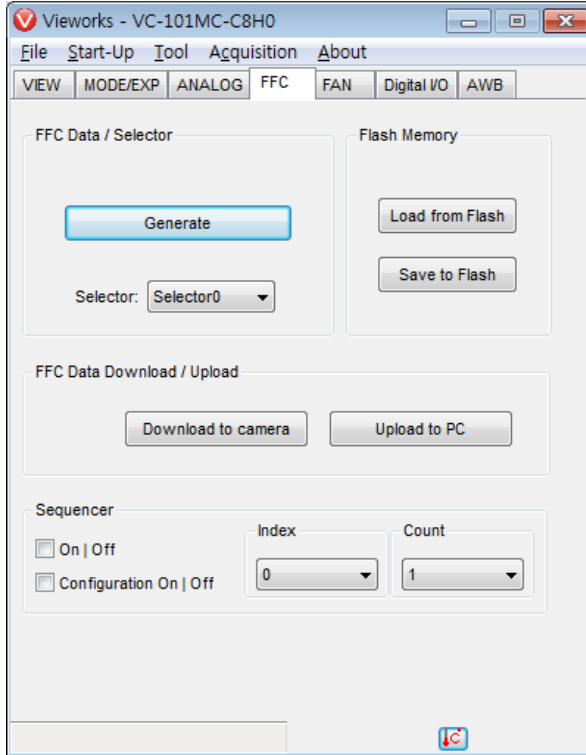 Vieworks - VC-101MC-C8H0
File Start-Up Tool Acquisition About
VIEW MODE/EXP ANALOG FFC FAN Digital I/O AWB
FFC Data / Selector
Generate
Selector: Selector0
Flash Memory
Load from Flash
Save to Flash
FFC Data Download / Upload
Download to camera Upload to PC
Sequencer
On | Off
Configuration On | Off
Index
0
Count
1
C